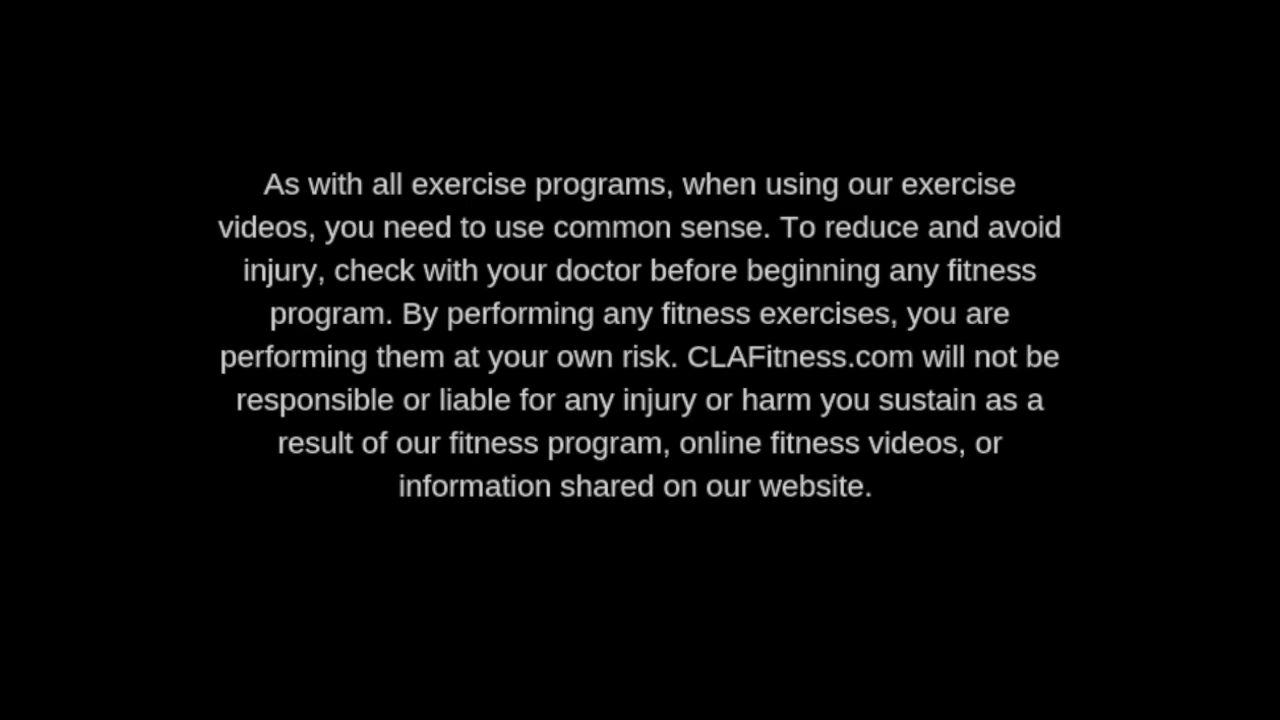 As with all exercise programs, when using our exercise
videos, you need to use common sense. To reduce and avoid
injury, check with your doctor before beginning any fitness
program. By performing any fitness exercises, you are
performing them at your own risk. CLAFitness.com will not be
responsible or liable for any injury or harm you sustain as a
result of our fitness program, online fitness videos, or
information shared on our website.